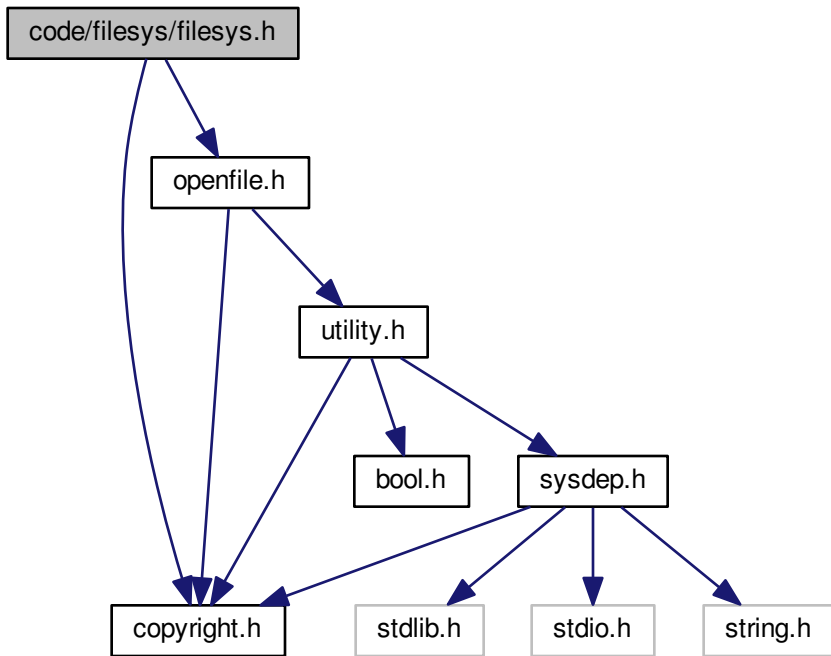 code/filesys/filesys.h
openfile.h
utility.h
bool.h
sysdep.h
copyright.h
stdlib.h
stdio.h
string.h